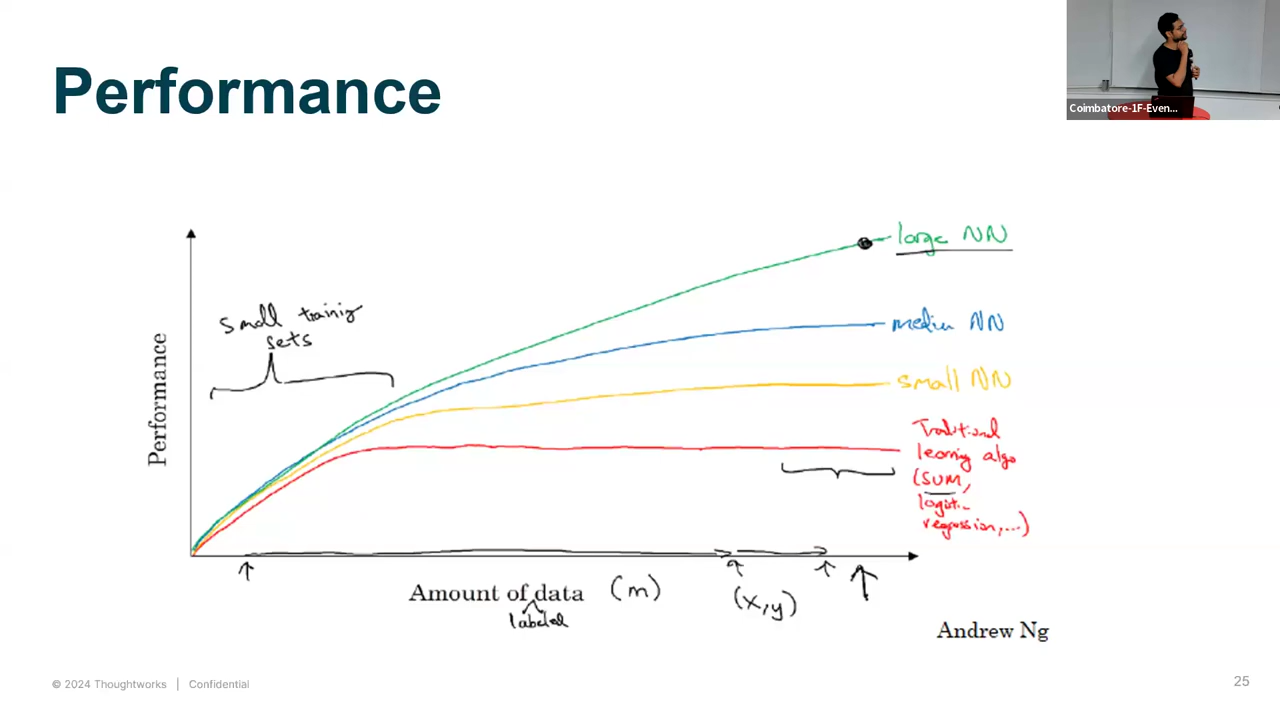 Performance
Coimbatore-1F-Even...
large NN
small training
sets
medium NN
small NN
Performance
Traditional
learning algo
(SVM,
logistic
regression,...)
Amount of data (m)
(x,y)
labeled
Andrew Ng
© 2024 Thoughtworks | Confidential
25